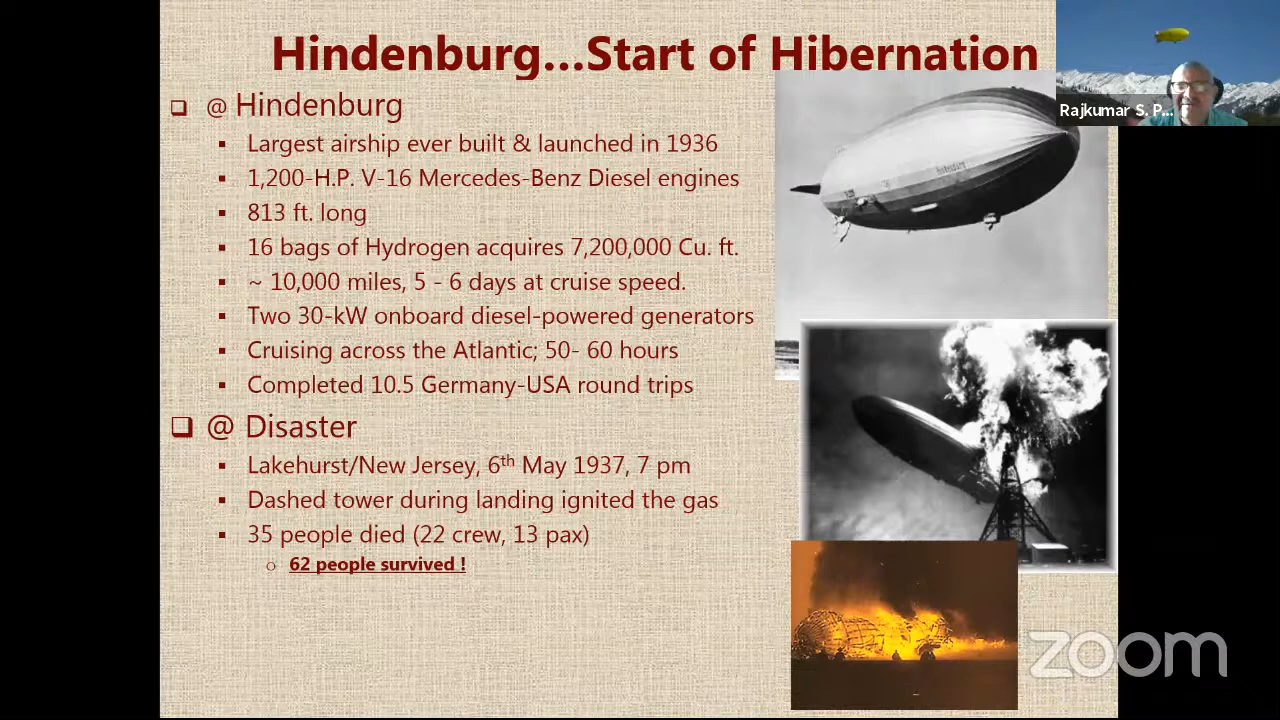 Hindenburg...Start of Hibernation
@ Hindenburg
Largest airship ever built & launched in 1936
1,200-H.P. V-16 Mercedes-Benz Diesel engines
813 ft. long
16 bags of Hydrogen acquires 7,200,000 Cu. ft.
~ 10,000 miles, 5 - 6 days at cruise speed.
Two 30-kW onboard diesel-powered generators
Cruising across the Atlantic; 50- 60 hours
Completed 10.5 Germany-USA round trips
@ Disaster
Lakehurst/New Jersey, 6th May 1937, 7 pm
Dashed tower during landing ignited the gas
35 people died (22 crew, 13 pax)
62 people survived !
Rajkumar S. P...
Hindenburg
zoom